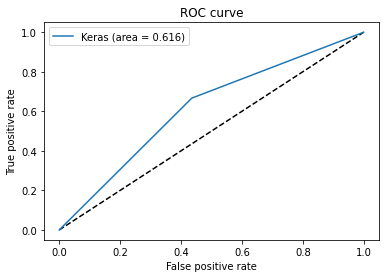 ROC curve
Keras (area = 0.616)
True positive rate
1.0
0.8
0.6
0.4
0.2
0.0
0.0 0.2 0.4 0.6 0.8 1.0
False positive rate